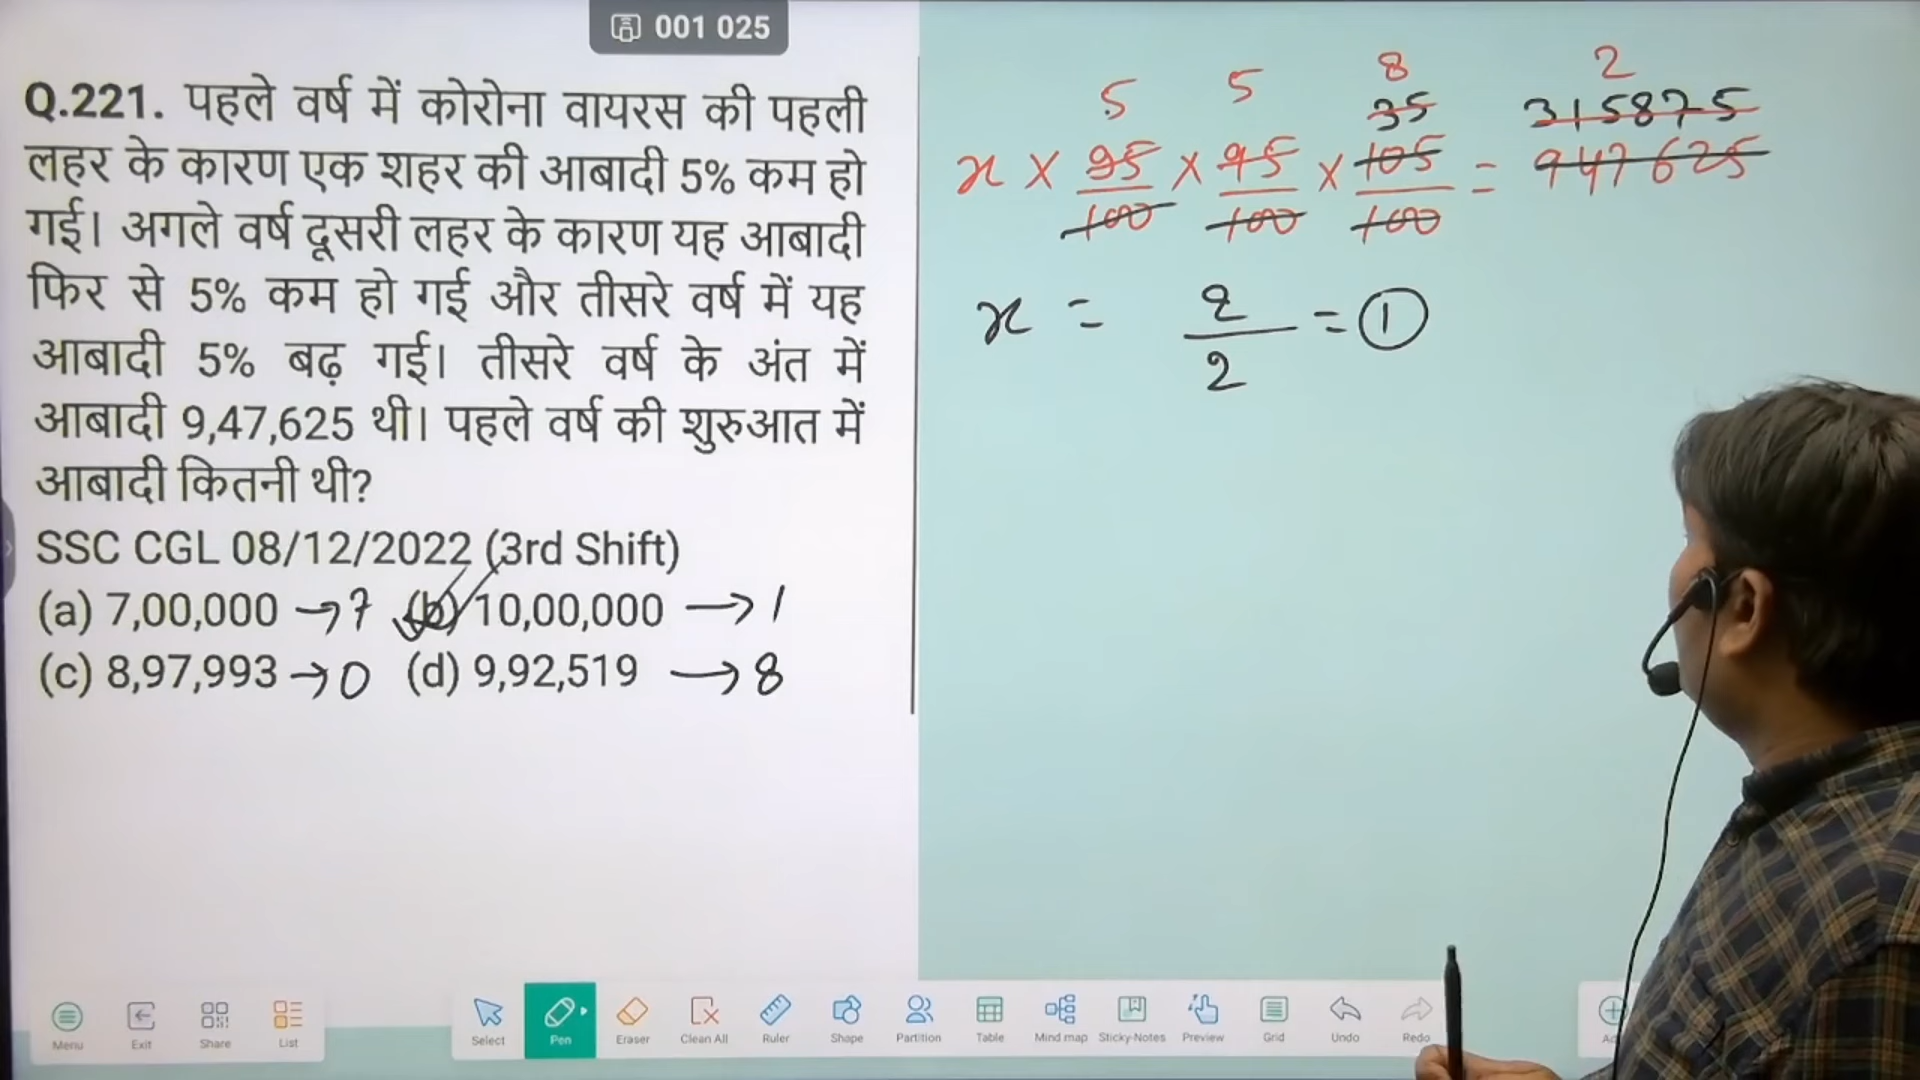 001 025
Q.221. पहले वर्ष में कोरोना वायरस की पहली
लहर के कारण एक शहर की आबादी 5% कम हो
गई। अगले वर्ष दूसरी लहर के कारण यह आबादी
फिर से 5% कम हो गई और तीसरे वर्ष में यह
आबादी 5% बढ़ गई। तीसरे वर्ष के अंत में
आबादी 9,47,625 थी। पहले वर्ष की शुरुआत में
आबादी कितनी थी?
SSC CGL 08/12/2022 (3rd Shift)
(a) 7,00,000 → 7 (b) 10,00,000 → 1
(c) 8,97,993 → 0 (d) 9,92,519 → 8
5 5 8 2
35 315875
x × 95/100 × 95/100 × 105/100 = 947625
x = 2/2 = 1
Menu Exit Share List Select Pen Eraser Clean All Ruler Shape Partition Table Mind map Sticky-Notes Preview Grid Undo Redo